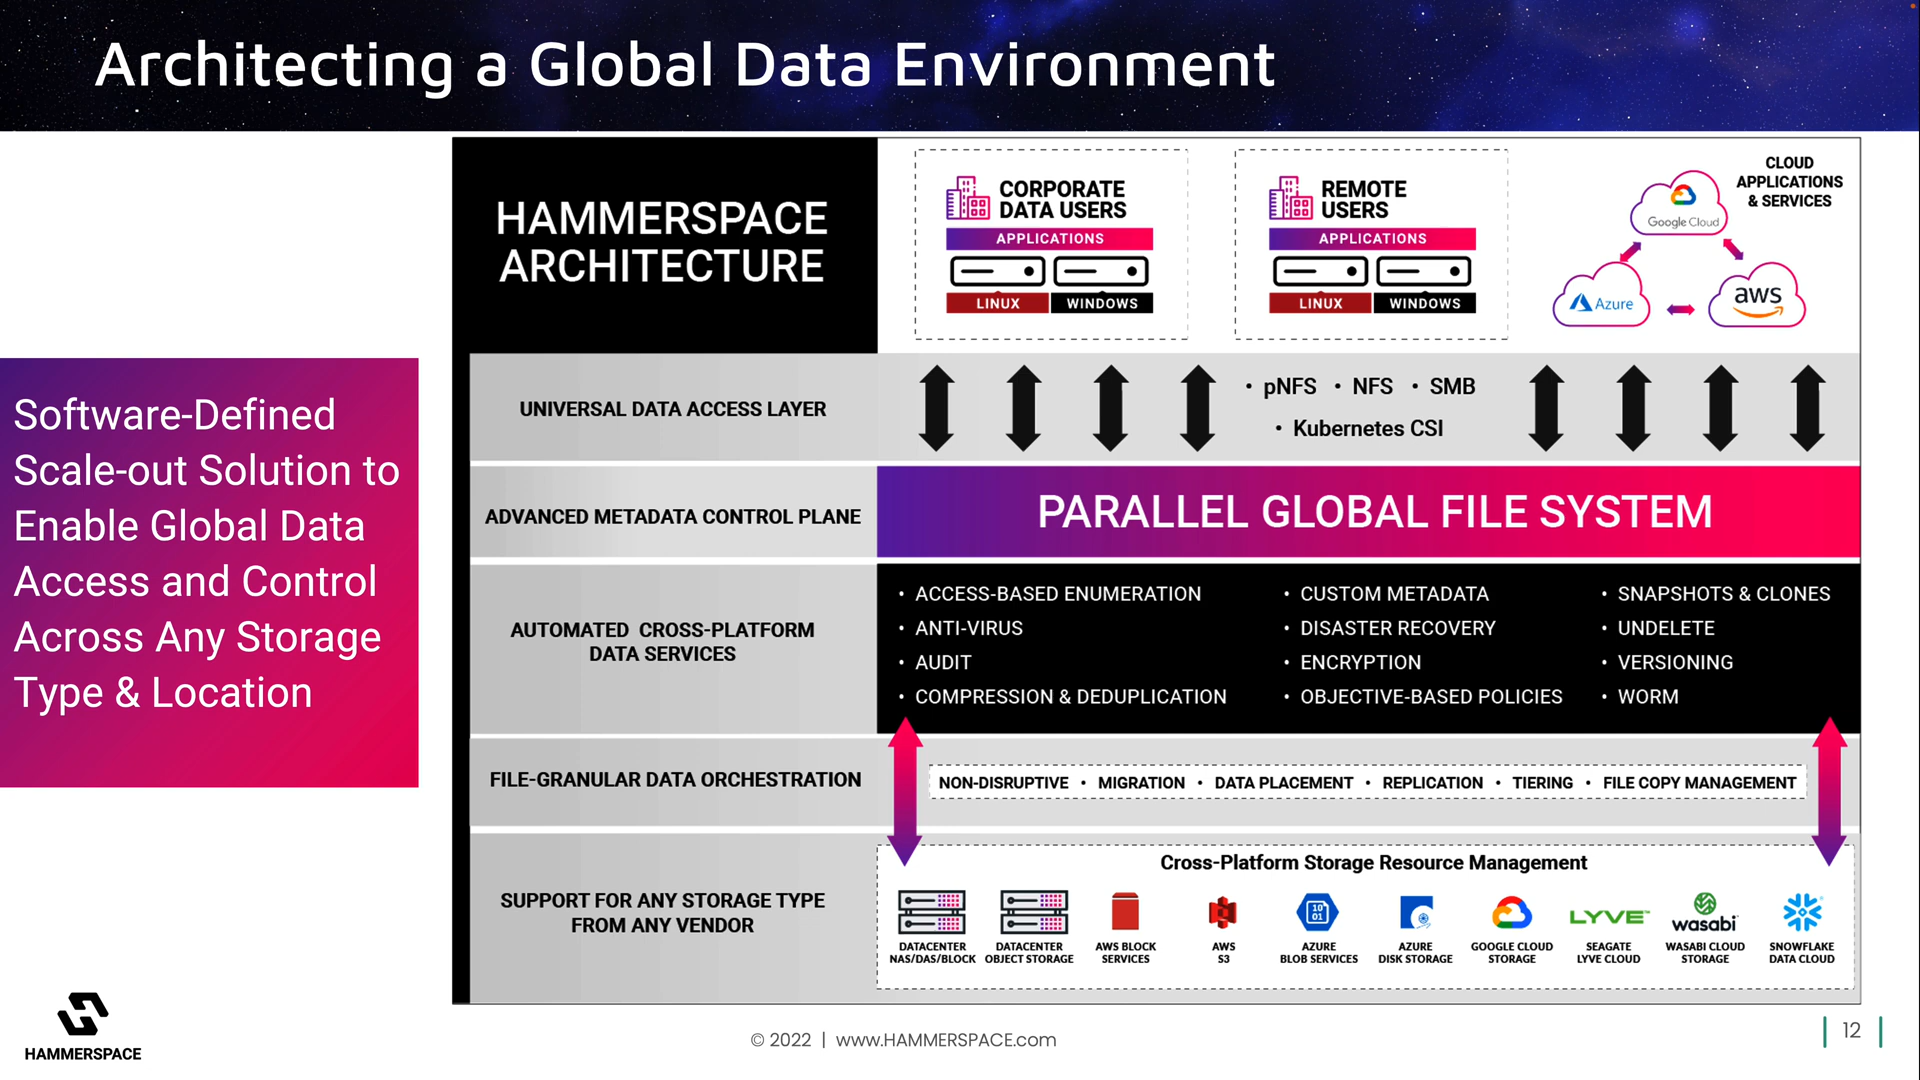 Architecting a Global Data Environment
Software-Defined
Scale-out Solution to
Enable Global Data
Access and Control
Across Any Storage
Type & Location
HAMMERSPACE
ARCHITECTURE
CORPORATE
DATA USERS
APPLICATIONS
LINUX WINDOWS
REMOTE
USERS
APPLICATIONS
LINUX WINDOWS
CLOUD
APPLICATIONS
& SERVICES
Google Cloud
Azure
aws
UNIVERSAL DATA ACCESS LAYER
• pNFS • NFS • SMB
• Kubernetes CSI
ADVANCED METADATA CONTROL PLANE
PARALLEL GLOBAL FILE SYSTEM
AUTOMATED CROSS-PLATFORM
DATA SERVICES
• ACCESS-BASED ENUMERATION
• ANTI-VIRUS
• AUDIT
• COMPRESSION & DEDUPLICATION
• CUSTOM METADATA
• DISASTER RECOVERY
• ENCRYPTION
• OBJECTIVE-BASED POLICIES
• SNAPSHOTS & CLONES
• UNDELETE
• VERSIONING
• WORM
FILE-GRANULAR DATA ORCHESTRATION
NON-DISRUPTIVE • MIGRATION • DATA PLACEMENT • REPLICATION • TIERING • FILE COPY MANAGEMENT
SUPPORT FOR ANY STORAGE TYPE
FROM ANY VENDOR
Cross-Platform Storage Resource Management
DATACENTER
NAS/DAS/BLOCK
DATACENTER
OBJECT STORAGE
AWS BLOCK
SERVICES
AWS
S3
10
01
AZURE
BLOB SERVICES
AZURE
DISK STORAGE
GOOGLE CLOUD
STORAGE
LYVE™
SEAGATE
LYVE CLOUD
wasabi
WASABI CLOUD
STORAGE
SNOWFLAKE
DATA CLOUD
HAMMERSPACE
© 2022 | www.HAMMERSPACE.com
12